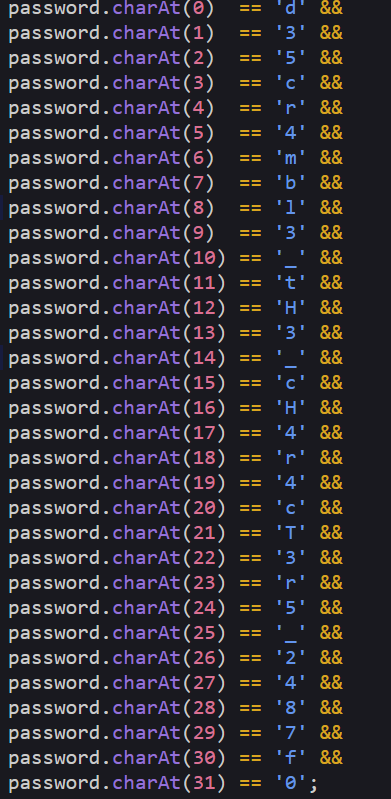 password.charAt(0)  == 'd' &&
password.charAt(1)  == '3' &&
password.charAt(2)  == '5' &&
password.charAt(3)  == 'c' &&
password.charAt(4)  == 'r' &&
password.charAt(5)  == '4' &&
password.charAt(6)  == 'm' &&
password.charAt(7)  == 'b' &&
password.charAt(8)  == 'l' &&
password.charAt(9)  == '3' &&
password.charAt(10) == '_' &&
password.charAt(11) == 't' &&
password.charAt(12) == 'H' &&
password.charAt(13) == '3' &&
password.charAt(14) == '_' &&
password.charAt(15) == 'c' &&
password.charAt(16) == 'H' &&
password.charAt(17) == '4' &&
password.charAt(18) == 'r' &&
password.charAt(19) == '4' &&
password.charAt(20) == 'c' &&
password.charAt(21) == 'T' &&
password.charAt(22) == '3' &&
password.charAt(23) == 'r' &&
password.charAt(24) == '5' &&
password.charAt(25) == '_' &&
password.charAt(26) == '2' &&
password.charAt(27) == '4' &&
password.charAt(28) == '8' &&
password.charAt(29) == '7' &&
password.charAt(30) == 'f' &&
password.charAt(31) == '0';